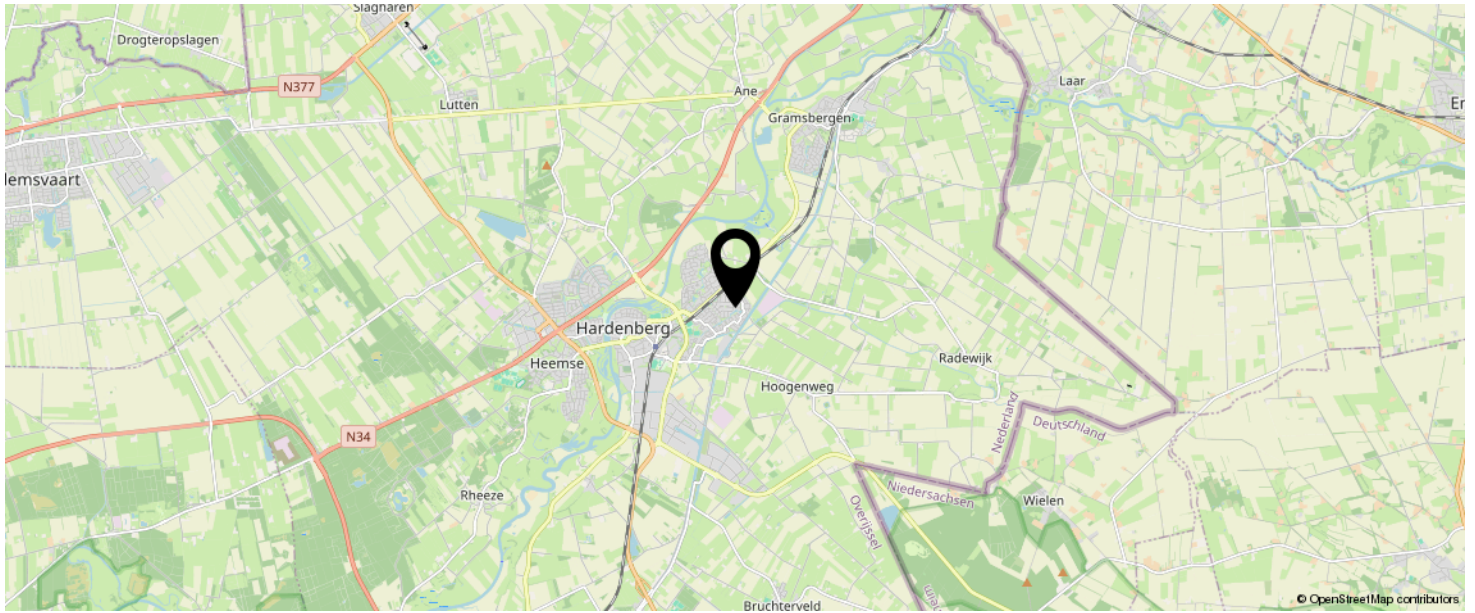 Slagharen
Drogteropslagen
N377
Lutten
Ane
Laar
Gramsbergen
lemsvaart
Hardenberg
Heemse
Radewijk
Hoogenweg
N34
Nederland
Deutschland
Rheeze
Niedersachsen
Wielen
Overijssel
Bruchterveld
© OpenStreetMap contributors